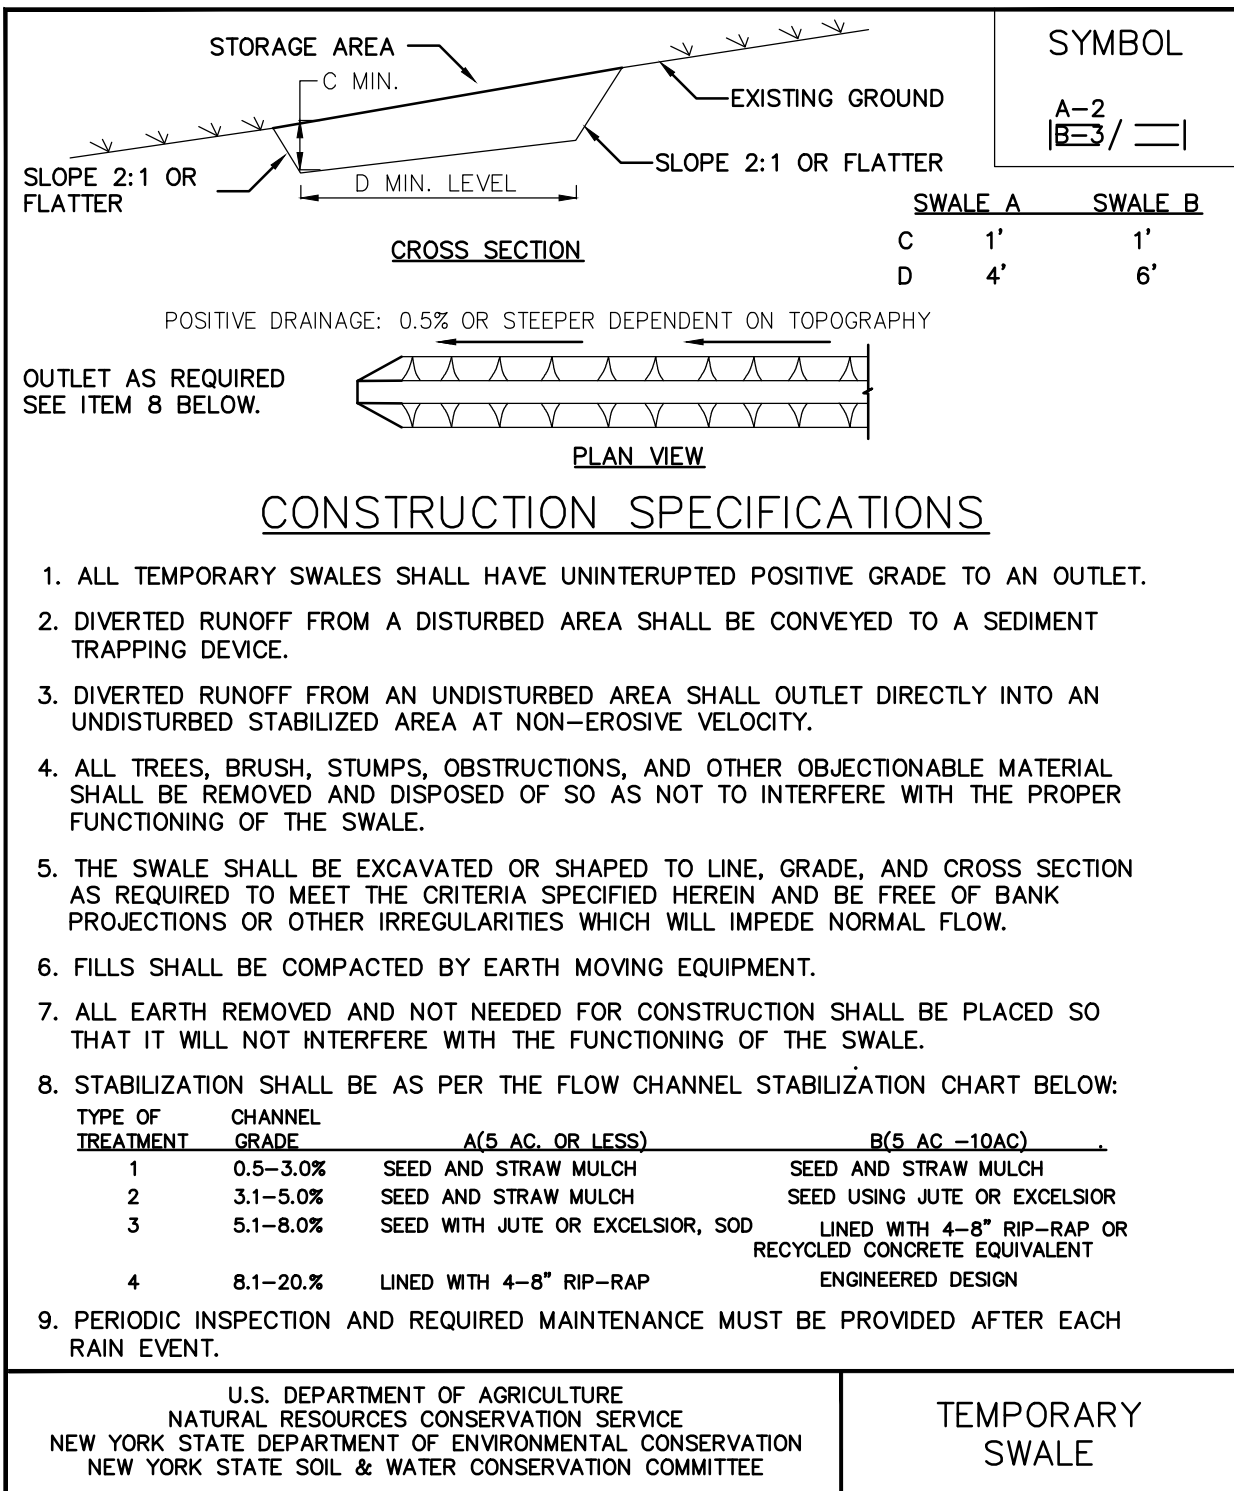 STORAGE AREA
C MIN.
EXISTING GROUND
SLOPE 2:1 OR
FLATTER
SLOPE 2:1 OR FLATTER
D MIN. LEVEL
CROSS SECTION
SYMBOL
A-2
B-3/
SWALE A SWALE B
C 1' 1'
D 4' 6'
POSITIVE DRAINAGE: 0.5% OR STEEPER DEPENDENT ON TOPOGRAPHY
OUTLET AS REQUIRED
SEE ITEM 8 BELOW.
PLAN VIEW
CONSTRUCTION SPECIFICATIONS
1. ALL TEMPORARY SWALES SHALL HAVE UNINTERUPTED POSITIVE GRADE TO AN OUTLET.
2. DIVERTED RUNOFF FROM A DISTURBED AREA SHALL BE CONVEYED TO A SEDIMENT
TRAPPING DEVICE.
3. DIVERTED RUNOFF FROM AN UNDISTURBED AREA SHALL OUTLET DIRECTLY INTO AN
UNDISTURBED STABILIZED AREA AT NON-EROSIVE VELOCITY.
4. ALL TREES, BRUSH, STUMPS, OBSTRUCTIONS, AND OTHER OBJECTIONABLE MATERIAL
SHALL BE REMOVED AND DISPOSED OF SO AS NOT TO INTERFERE WITH THE PROPER
FUNCTIONING OF THE SWALE.
5. THE SWALE SHALL BE EXCAVATED OR SHAPED TO LINE, GRADE, AND CROSS SECTION
AS REQUIRED TO MEET THE CRITERIA SPECIFIED HEREIN AND BE FREE OF BANK
PROJECTIONS OR OTHER IRREGULARITIES WHICH WILL IMPEDE NORMAL FLOW.
6. FILLS SHALL BE COMPACTED BY EARTH MOVING EQUIPMENT.
7. ALL EARTH REMOVED AND NOT NEEDED FOR CONSTRUCTION SHALL BE PLACED SO
THAT IT WILL NOT INTERFERE WITH THE FUNCTIONING OF THE SWALE.
8. STABILIZATION SHALL BE AS PER THE FLOW CHANNEL STABILIZATION CHART BELOW:
TYPE OF CHANNEL
TREATMENT GRADE A(5 AC. OR LESS) B(5 AC -10AC) .
1 0.5-3.0% SEED AND STRAW MULCH SEED AND STRAW MULCH
2 3.1-5.0% SEED AND STRAW MULCH SEED USING JUTE OR EXCELSIOR
3 5.1-8.0% SEED WITH JUTE OR EXCELSIOR, SOD LINED WITH 4-8" RIP-RAP OR
RECYCLED CONCRETE EQUIVALENT
4 8.1-20.% LINED WITH 4-8" RIP-RAP ENGINEERED DESIGN
9. PERIODIC INSPECTION AND REQUIRED MAINTENANCE MUST BE PROVIDED AFTER EACH
RAIN EVENT.
U.S. DEPARTMENT OF AGRICULTURE
NATURAL RESOURCES CONSERVATION SERVICE
NEW YORK STATE DEPARTMENT OF ENVIRONMENTAL CONSERVATION
NEW YORK STATE SOIL & WATER CONSERVATION COMMITTEE
TEMPORARY
SWALE